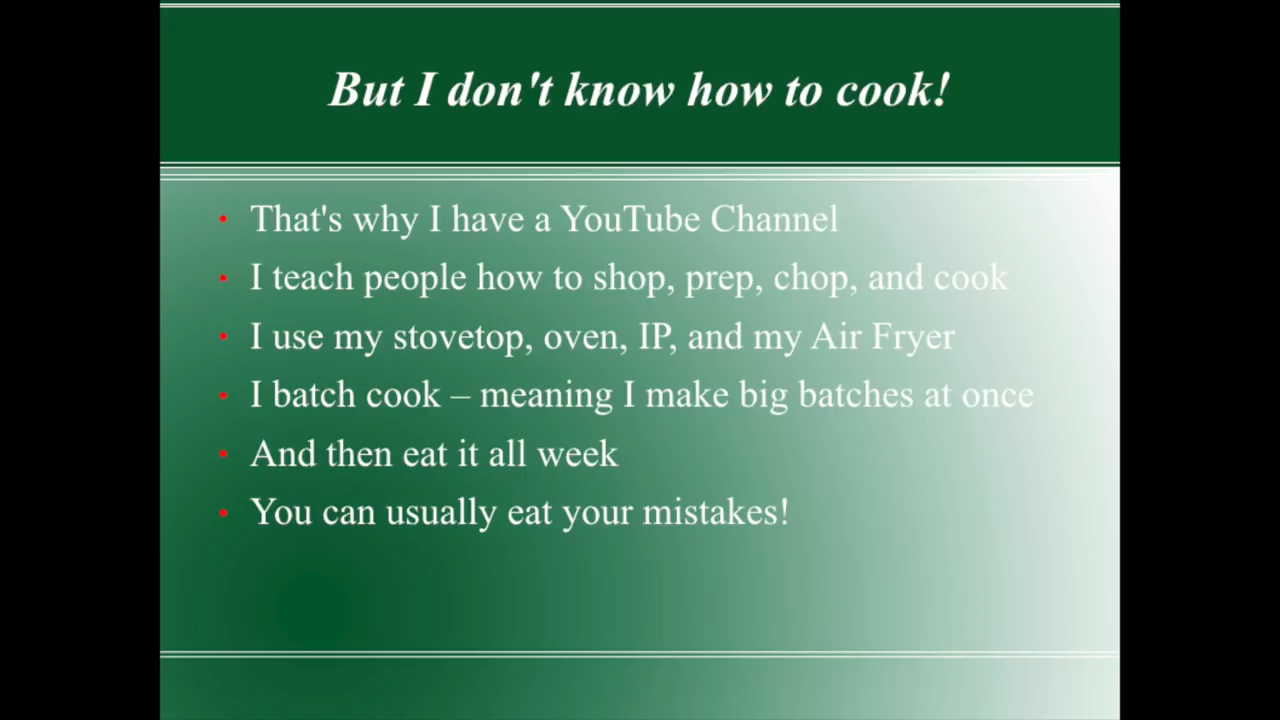 But I don't know how to cook!
• That's why I have a YouTube Channel
• I teach people how to shop, prep, chop, and cook
• I use my stovetop, oven, IP, and my Air Fryer
• I batch cook – meaning I make big batches at once
• And then eat it all week
• You can usually eat your mistakes!